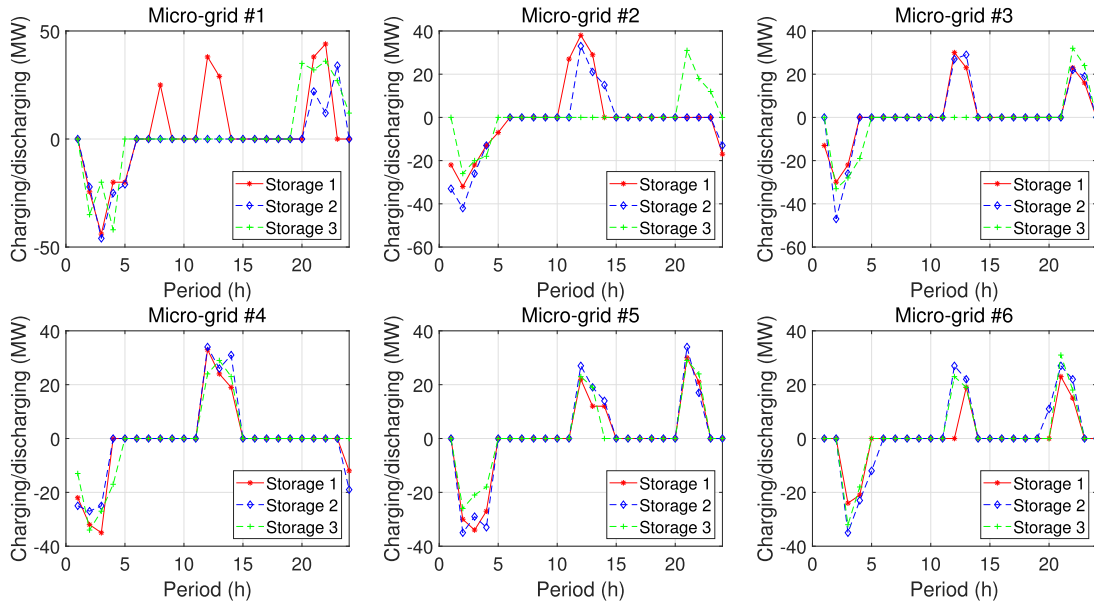 Micro-grid #1
Charging/discharging (MW)
50
0
-50
0
5
10
15
20
Period (h)
Storage 1
Storage 2
Storage 3
Micro-grid #2
Charging/discharging (MW)
40
20
0
-20
-40
-60
0
5
10
15
20
Period (h)
Storage 1
Storage 2
Storage 3
Micro-grid #3
Charging/discharging (MW)
40
20
0
-20
-40
-60
0
5
10
15
20
Period (h)
Storage 1
Storage 2
Storage 3
Micro-grid #4
Charging/discharging (MW)
40
20
0
-20
-40
0
5
10
15
20
Period (h)
Storage 1
Storage 2
Storage 3
Micro-grid #5
Charging/discharging (MW)
40
20
0
-20
-40
0
5
10
15
20
Period (h)
Storage 1
Storage 2
Storage 3
Micro-grid #6
Charging/discharging (MW)
40
20
0
-20
-40
0
5
10
15
20
Period (h)
Storage 1
Storage 2
Storage 3